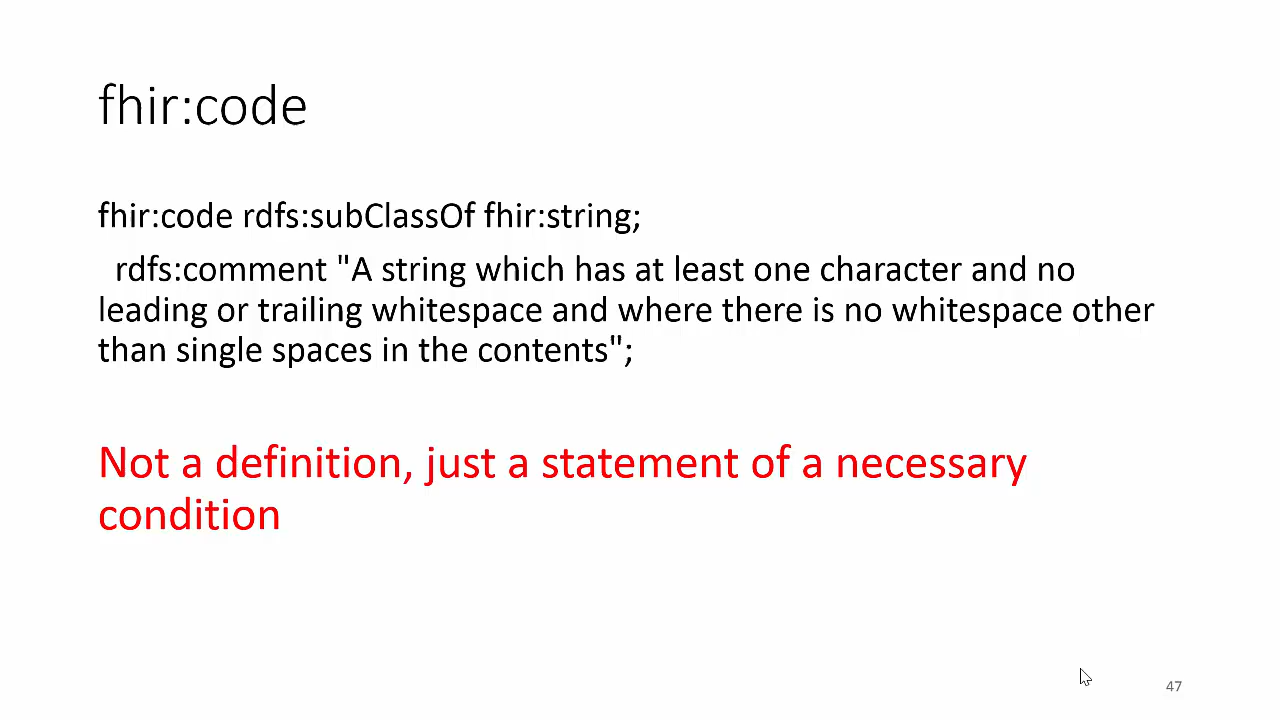 fhir:code
fhir:code rdfs:subClassOf fhir:string;
rdfs:comment "A string which has at least one character and no
leading or trailing whitespace and where there is no whitespace other
than single spaces in the contents";
Not a definition, just a statement of a necessary
condition
47